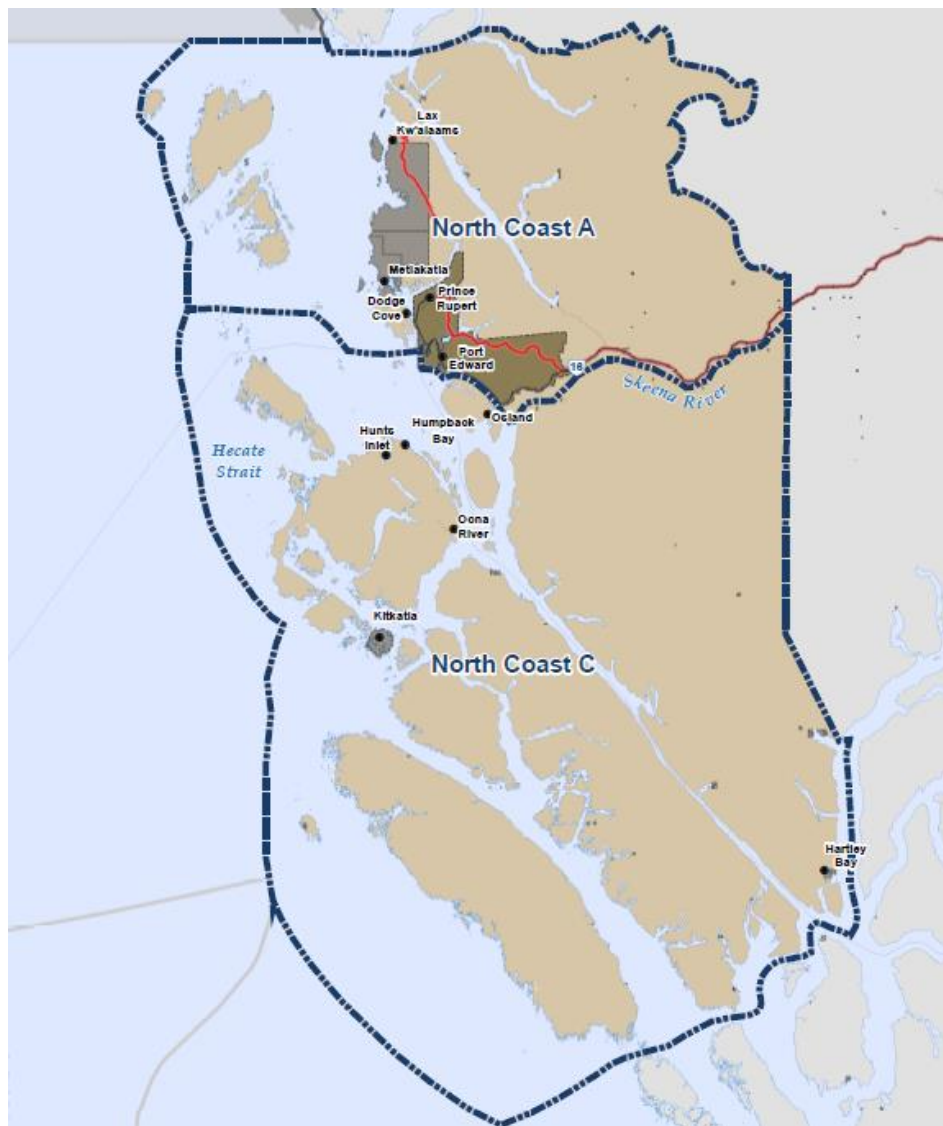 Lax
Kw'alaams
North Coast A
Metlakatla
Prince
Rupert
Dodge
Cove
Port
Edward
16
Skeena River
Osland
Humpback
Bay
Hunts
Inlet
Hecate
Strait
Oona
River
Kitkatla
North Coast C
Hartley
Bay